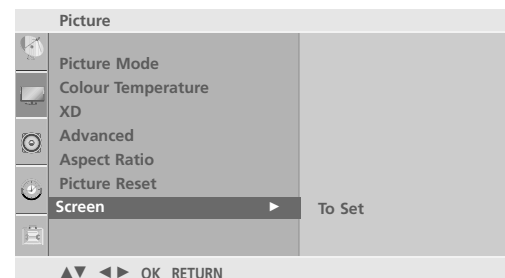 Picture
Picture Mode
Colour Temperature
XD
Advanced
Aspect Ratio
Picture Reset
Screen ► To Set
▲▼ ◄► OK RETURN